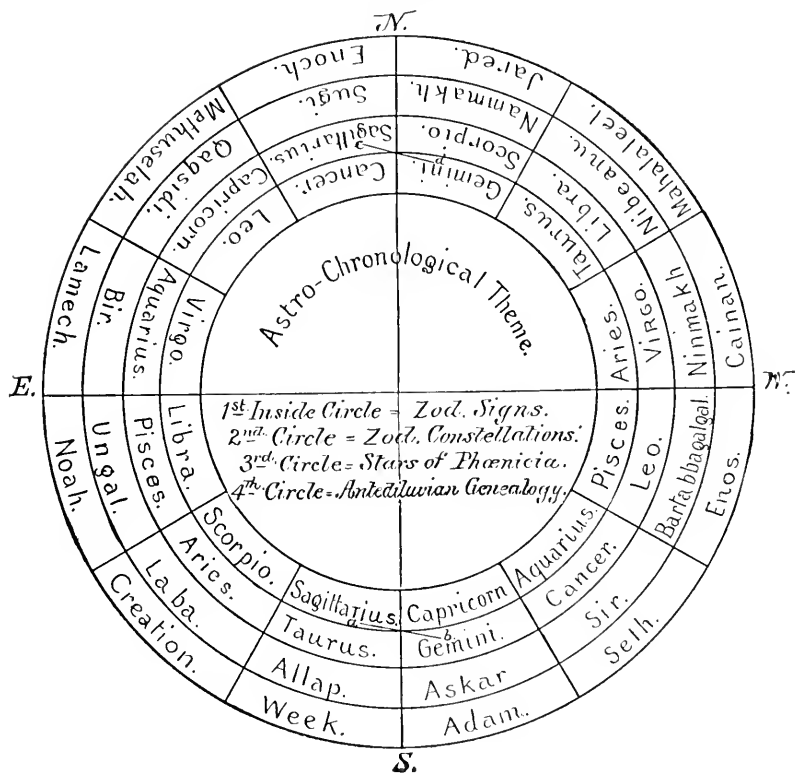 N.
Enoch.
Jared.
Mahalaleel.
Cainan.
Enos.
Seth.
Adam.
Week.
Creation.
Noah.
Lamech.
Methuselah.
Sugi.
Nammakh.
Nibeanu.
Ninmakh
Bartabbagalgal.
Sir.
Askar
Allap.
Laba.
Ungal.
Bir.
Qaqsidi.
Sagittarius.
Scorpio.
Libra.
Virgo.
Leo.
Cancer.
Gemini.
Taurus.
Aries.
Pisces.
Aquarius.
Capricorn.
Cancer.
Gemini.
Taurus.
Aries.
Pisces.
Aquarius.
Capricorn
Sagittarius.
Scorpio.
Libra.
Virgo.
Leo.
a
b
a
b.
E.
W.
Astro-Chronological Theme.
1st Inside Circle = Zod. Signs.
2nd Circle = Zod. Constellations.
3rd Circle = Stars of Phœnicia.
4th Circle = Antediluvian Genealogy.
S.